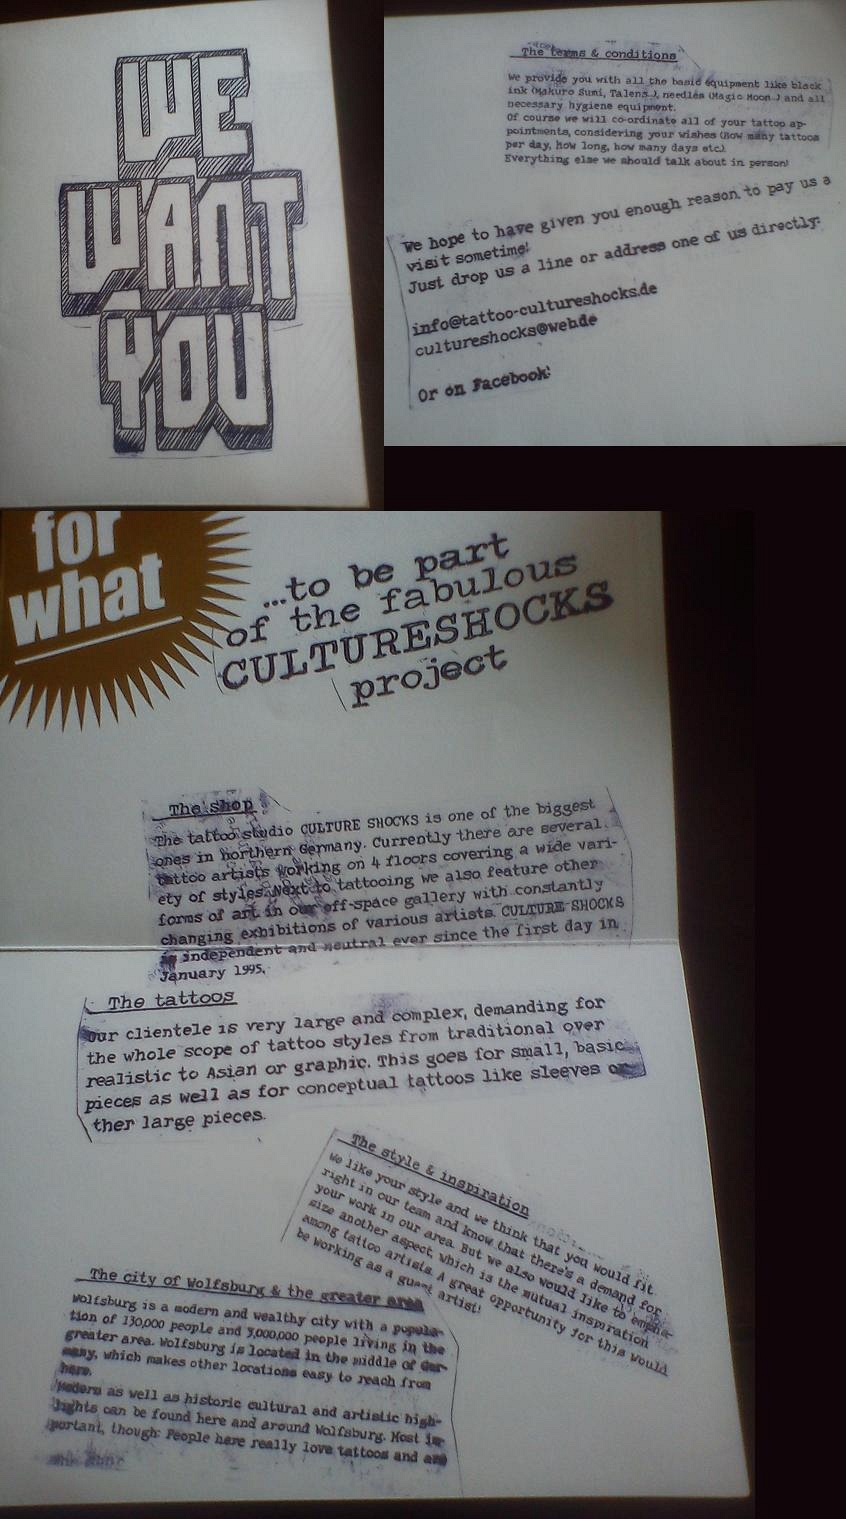 WE
WANT
YOU
The terms & conditions
We provide you with all the basic equipment like black
ink (Makuro Sumi, Talens..), needles (Magic Moon..) and all
necessary hygiene equipment.
Of course we will co-ordinate all of your tattoo ap-
pointments, considering your wishes (how many tattoos
per day, how long, how many days etc.)
Everything else we should talk about in person!
We hope to have given you enough reason to pay us a
visit sometime!
Just drop us a line or address one of us directly:
info@tattoo-cultureshocks.de
cultureshocks@web.de
Or on Facebook!
for
what
...to be part
of the fabulous
CULTURESHOCKS
project
The shop
The tattoo studio CULTURE SHOCKS is one of the biggest
ones in northern Germany. Currently there are several
tattoo artists working on 4 floors covering a wide vari-
ety of styles. Next to tattooing we also feature other
forms of art in our off-space gallery with constantly
changing exhibitions of various artists. CULTURE SHOCKS
is independent and neutral ever since the first day in
January 1995.
The tattoos
Our clientele is very large and complex, demanding for
the whole scope of tattoo styles from traditional over
realistic to Asian or graphic. This goes for small, basic
pieces as well as for conceptual tattoos like sleeves or
ther large pieces.
The style & inspiration
We like your style and we think that you would fit
right in our team and know that there's a demand for
your work in our area. But we also would like to empha-
size another aspect, which is the mutual inspiration
among tattoo artists. A great opportunity for this would
be working as a guest artist!
The city of Wolfsburg & the greater area
Wolfsburg is a modern and wealthy city with a popula-
tion of 130,000 people and 3,000,000 people living in the
greater area. Wolfsburg is located in the middle of Ger-
many, which makes other locations easy to reach from
here.
Modern as well as historic cultural and artistic high-
lights can be found here and around Wolfsburg. Most im-
portant, though: People here really love tattoos and are